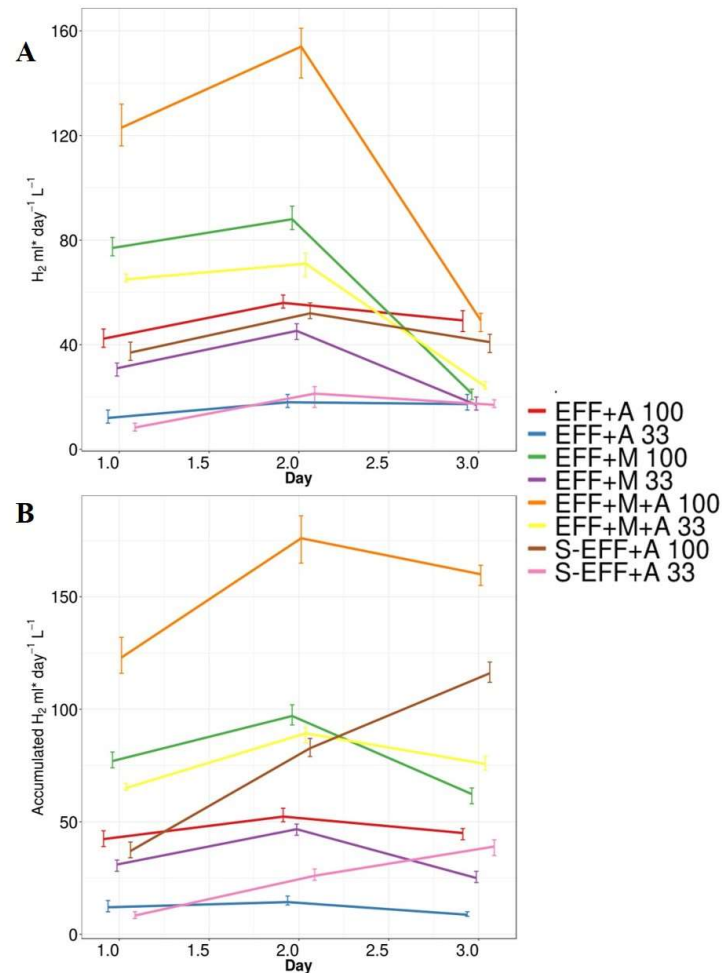 A
160
120
80
40
0
H₂ ml* day⁻¹ L⁻¹
1.0 1.5 2.0 2.5 3.0
Day
.
EFF+A 100
EFF+A 33
EFF+M 100
EFF+M 33
EFF+M+A 100
EFF+M+A 33
S-EFF+A 100
S-EFF+A 33
B
150
100
50
0
Accumulated H₂ ml* day⁻¹ L⁻¹
1.0 1.5 2.0 2.5 3.0
Day